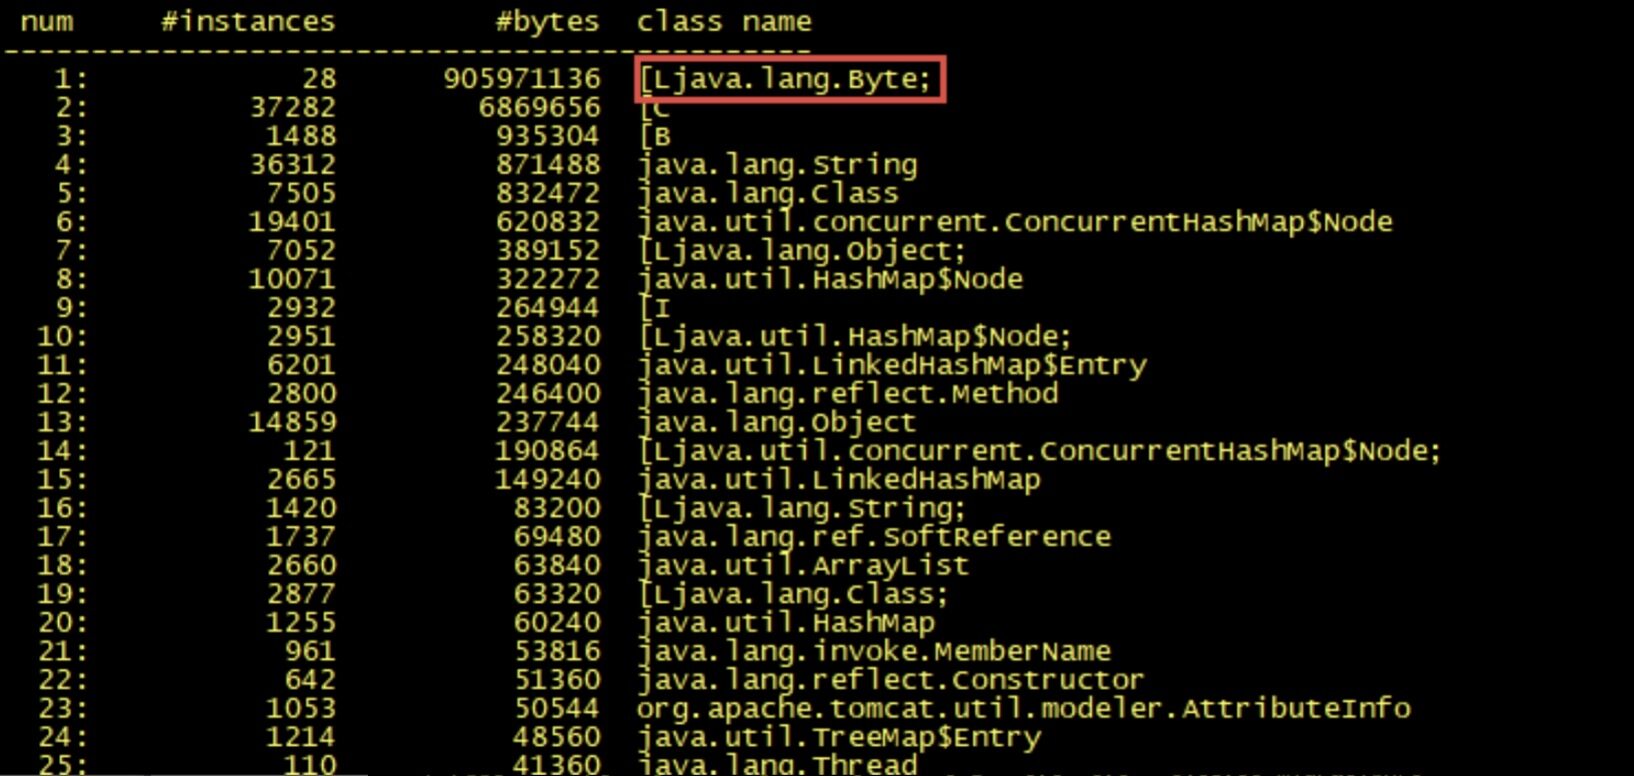 num #instances #bytes class name
----------------------------------------------
1: 28 905971136 [Ljava.lang.Byte;
2: 37282 6869656 [C
3: 1488 935304 [B
4: 36312 871488 java.lang.String
5: 7505 832472 java.lang.Class
6: 19401 620832 java.util.concurrent.ConcurrentHashMap$Node
7: 7052 389152 [Ljava.lang.Object;
8: 10071 322272 java.util.HashMap$Node
9: 2932 264944 [I
10: 2951 258320 [Ljava.util.HashMap$Node;
11: 6201 248040 java.util.LinkedHashMap$Entry
12: 2800 246400 java.lang.reflect.Method
13: 14859 237744 java.lang.Object
14: 121 190864 [Ljava.util.concurrent.ConcurrentHashMap$Node;
15: 2665 149240 java.util.LinkedHashMap
16: 1420 83200 [Ljava.lang.String;
17: 1737 69480 java.lang.ref.SoftReference
18: 2660 63840 java.util.ArrayList
19: 2877 63320 [Ljava.lang.Class;
20: 1255 60240 java.util.HashMap
21: 961 53816 java.lang.invoke.MemberName
22: 642 51360 java.lang.reflect.Constructor
23: 1053 50544 org.apache.tomcat.util.modeler.AttributeInfo
24: 1214 48560 java.util.TreeMap$Entry
25: 110 41360 java.lang.Thread